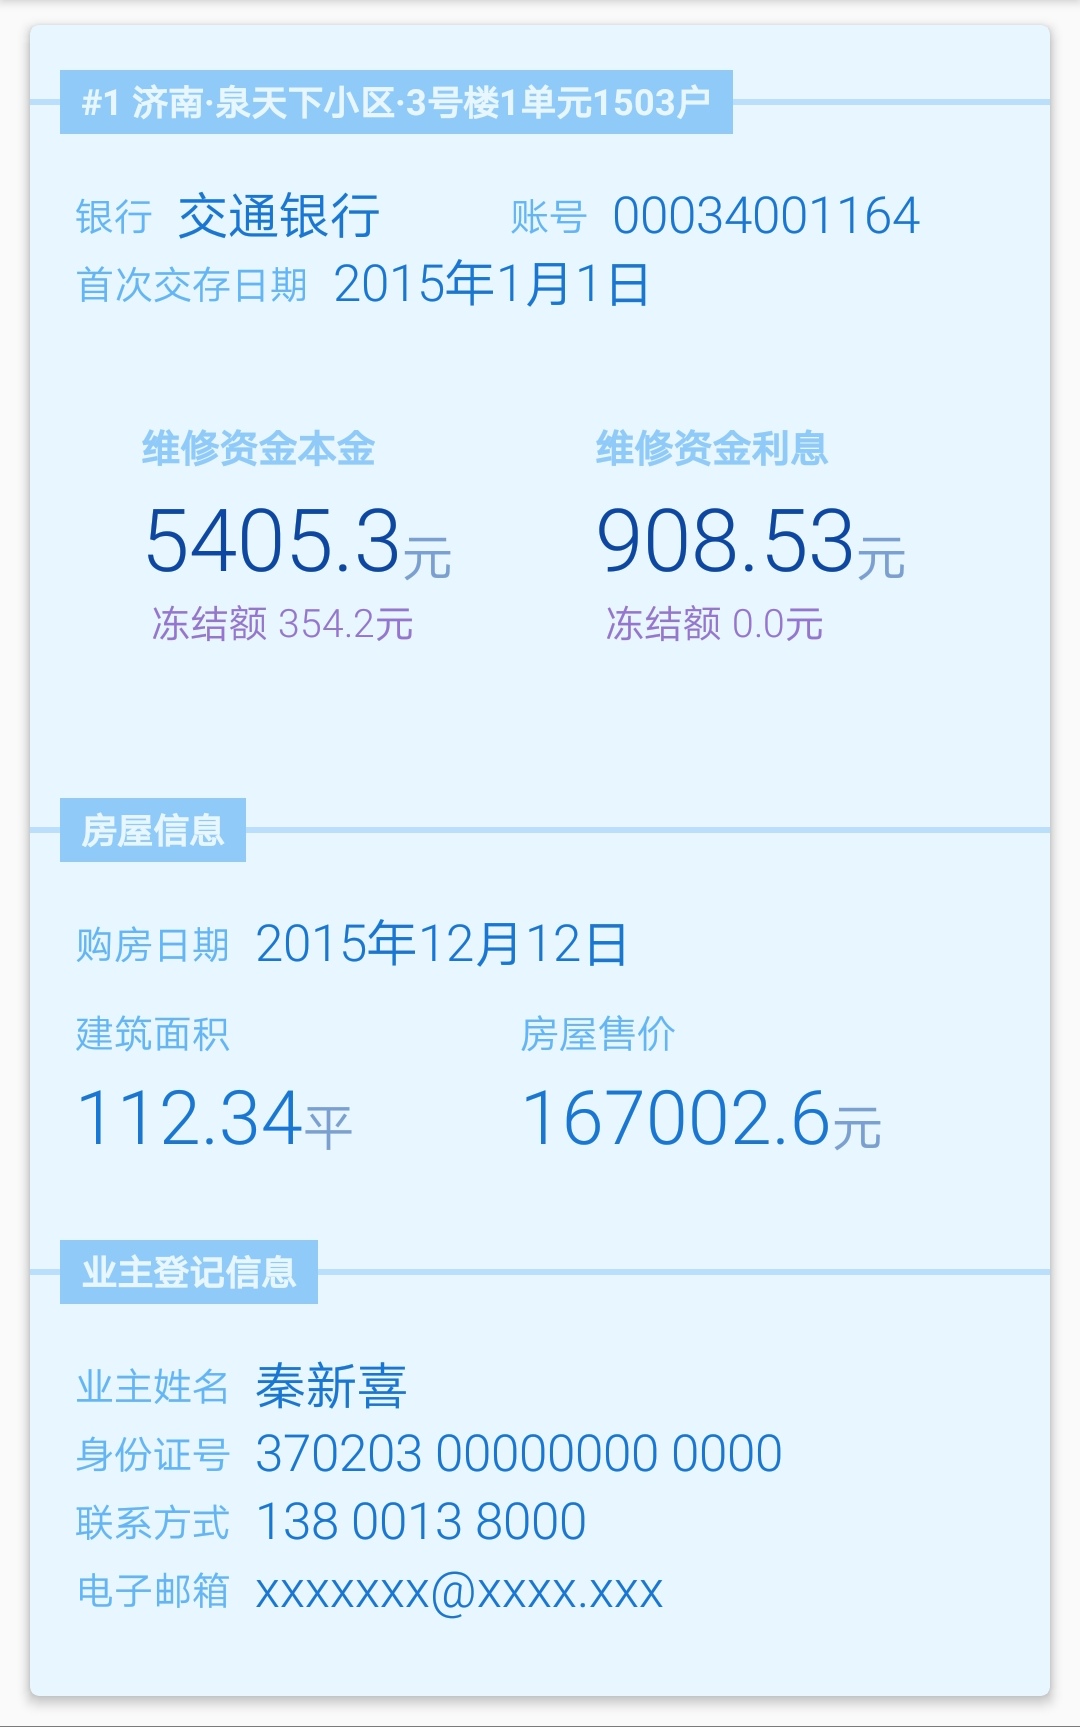 #1 济南·泉天下小区·3号楼1单元1503户
银行 交通银行 账号 00034001164
首次交存日期 2015年1月1日
维修资金本金 维修资金利息
5405.3元 908.53元
冻结额 354.2元 冻结额 0.0元
房屋信息
购房日期 2015年12月12日
建筑面积 房屋售价
112.34平 167002.6元
业主登记信息
业主姓名 秦新喜
身份证号 370203 00000000 0000
联系方式 138 0013 8000
电子邮箱 xxxxxxx@xxxx.xxx